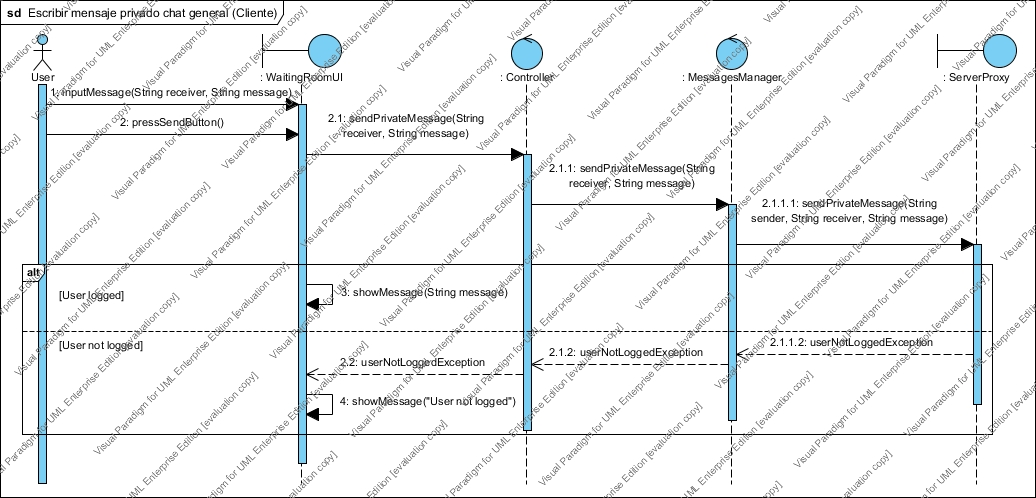 sd Escribir mensaje privado chat general (Cliente)
User
: WaitingRoomUI
: Controller
: MessagesManager
: ServerProxy
1: inputMessage(String receiver, String message)
2: pressSendButton()
2.1: sendPrivateMessage(String
receiver, String message)
2.1.1: sendPrivateMessage(String
receiver, String message)
2.1.1.1: sendPrivateMessage(String
sender, String receiver, String message)
alt
[User logged]
3: showMessage(String message)
[User not logged]
2.1.1.2: userNotLoggedException
2.1.2: userNotLoggedException
2.2: userNotLoggedException
4: showMessage("User not logged")
Visual Paradigm for UML Enterprise Edition [evaluation copy]